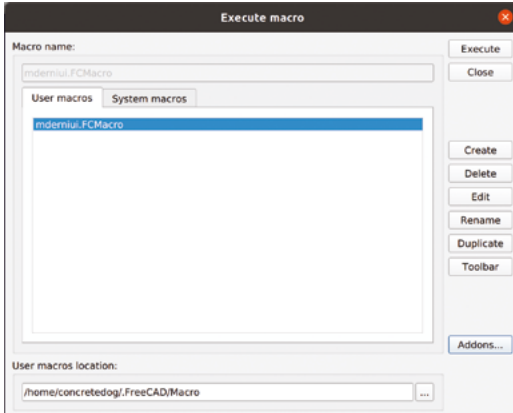 Execute macro
Macro name:
mderniui.FCMacro
User macros
System macros
mderniui.FCMacro
Execute
Close
Create
Delete
Edit
Rename
Duplicate
Toolbar
Addons...
User macros location:
/home/concretedog/.FreeCAD/Macro
...